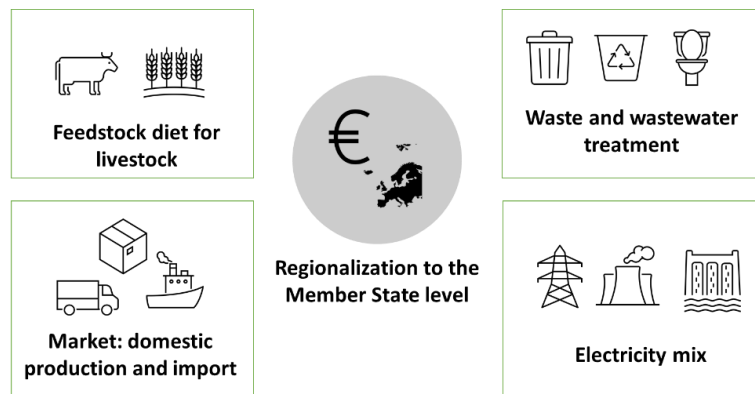 Feedstock diet for
livestock
Waste and wastewater
treatment
€
Regionalization to the
Member State level
Market: domestic
production and import
Electricity mix